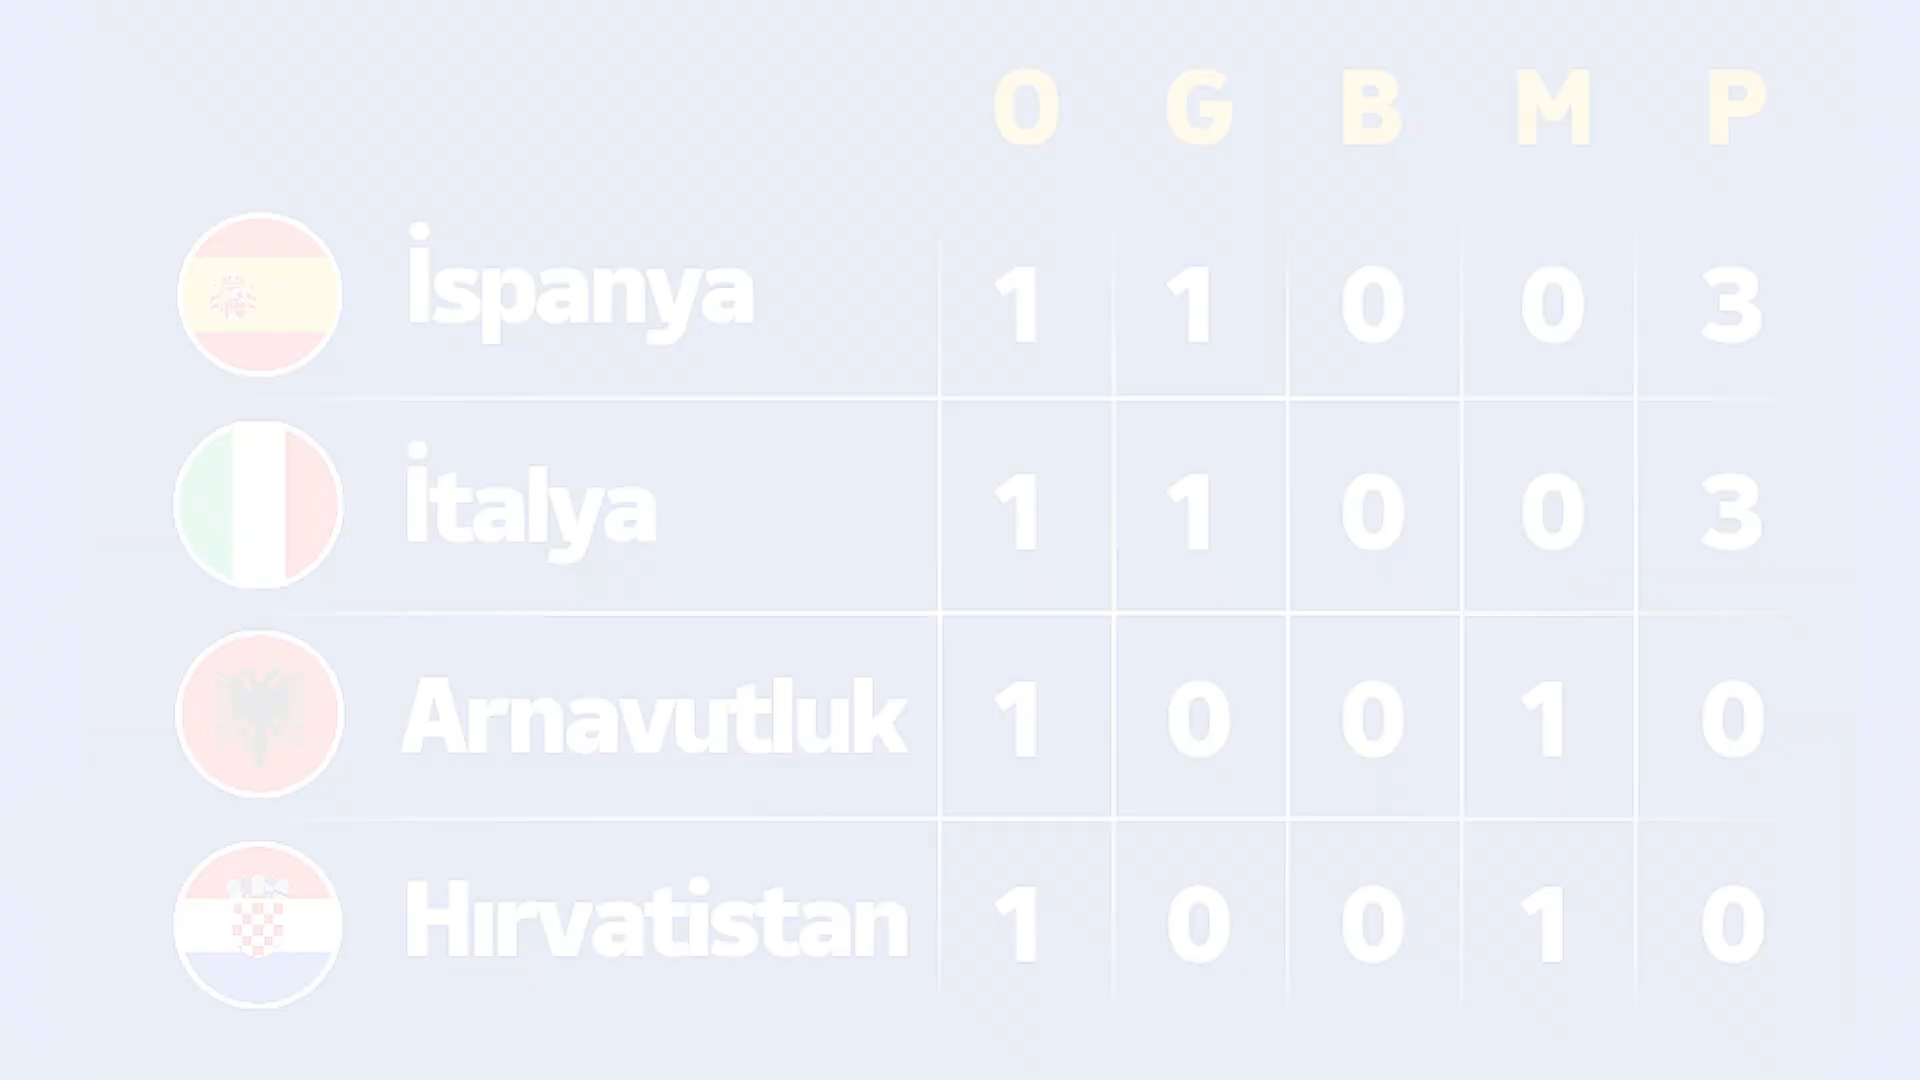 O G B M P
İspanya 1 1 0 0 3
İtalya 1 1 0 0 3
Arnavutluk 1 0 0 1 0
Hırvatistan 1 0 0 1 0